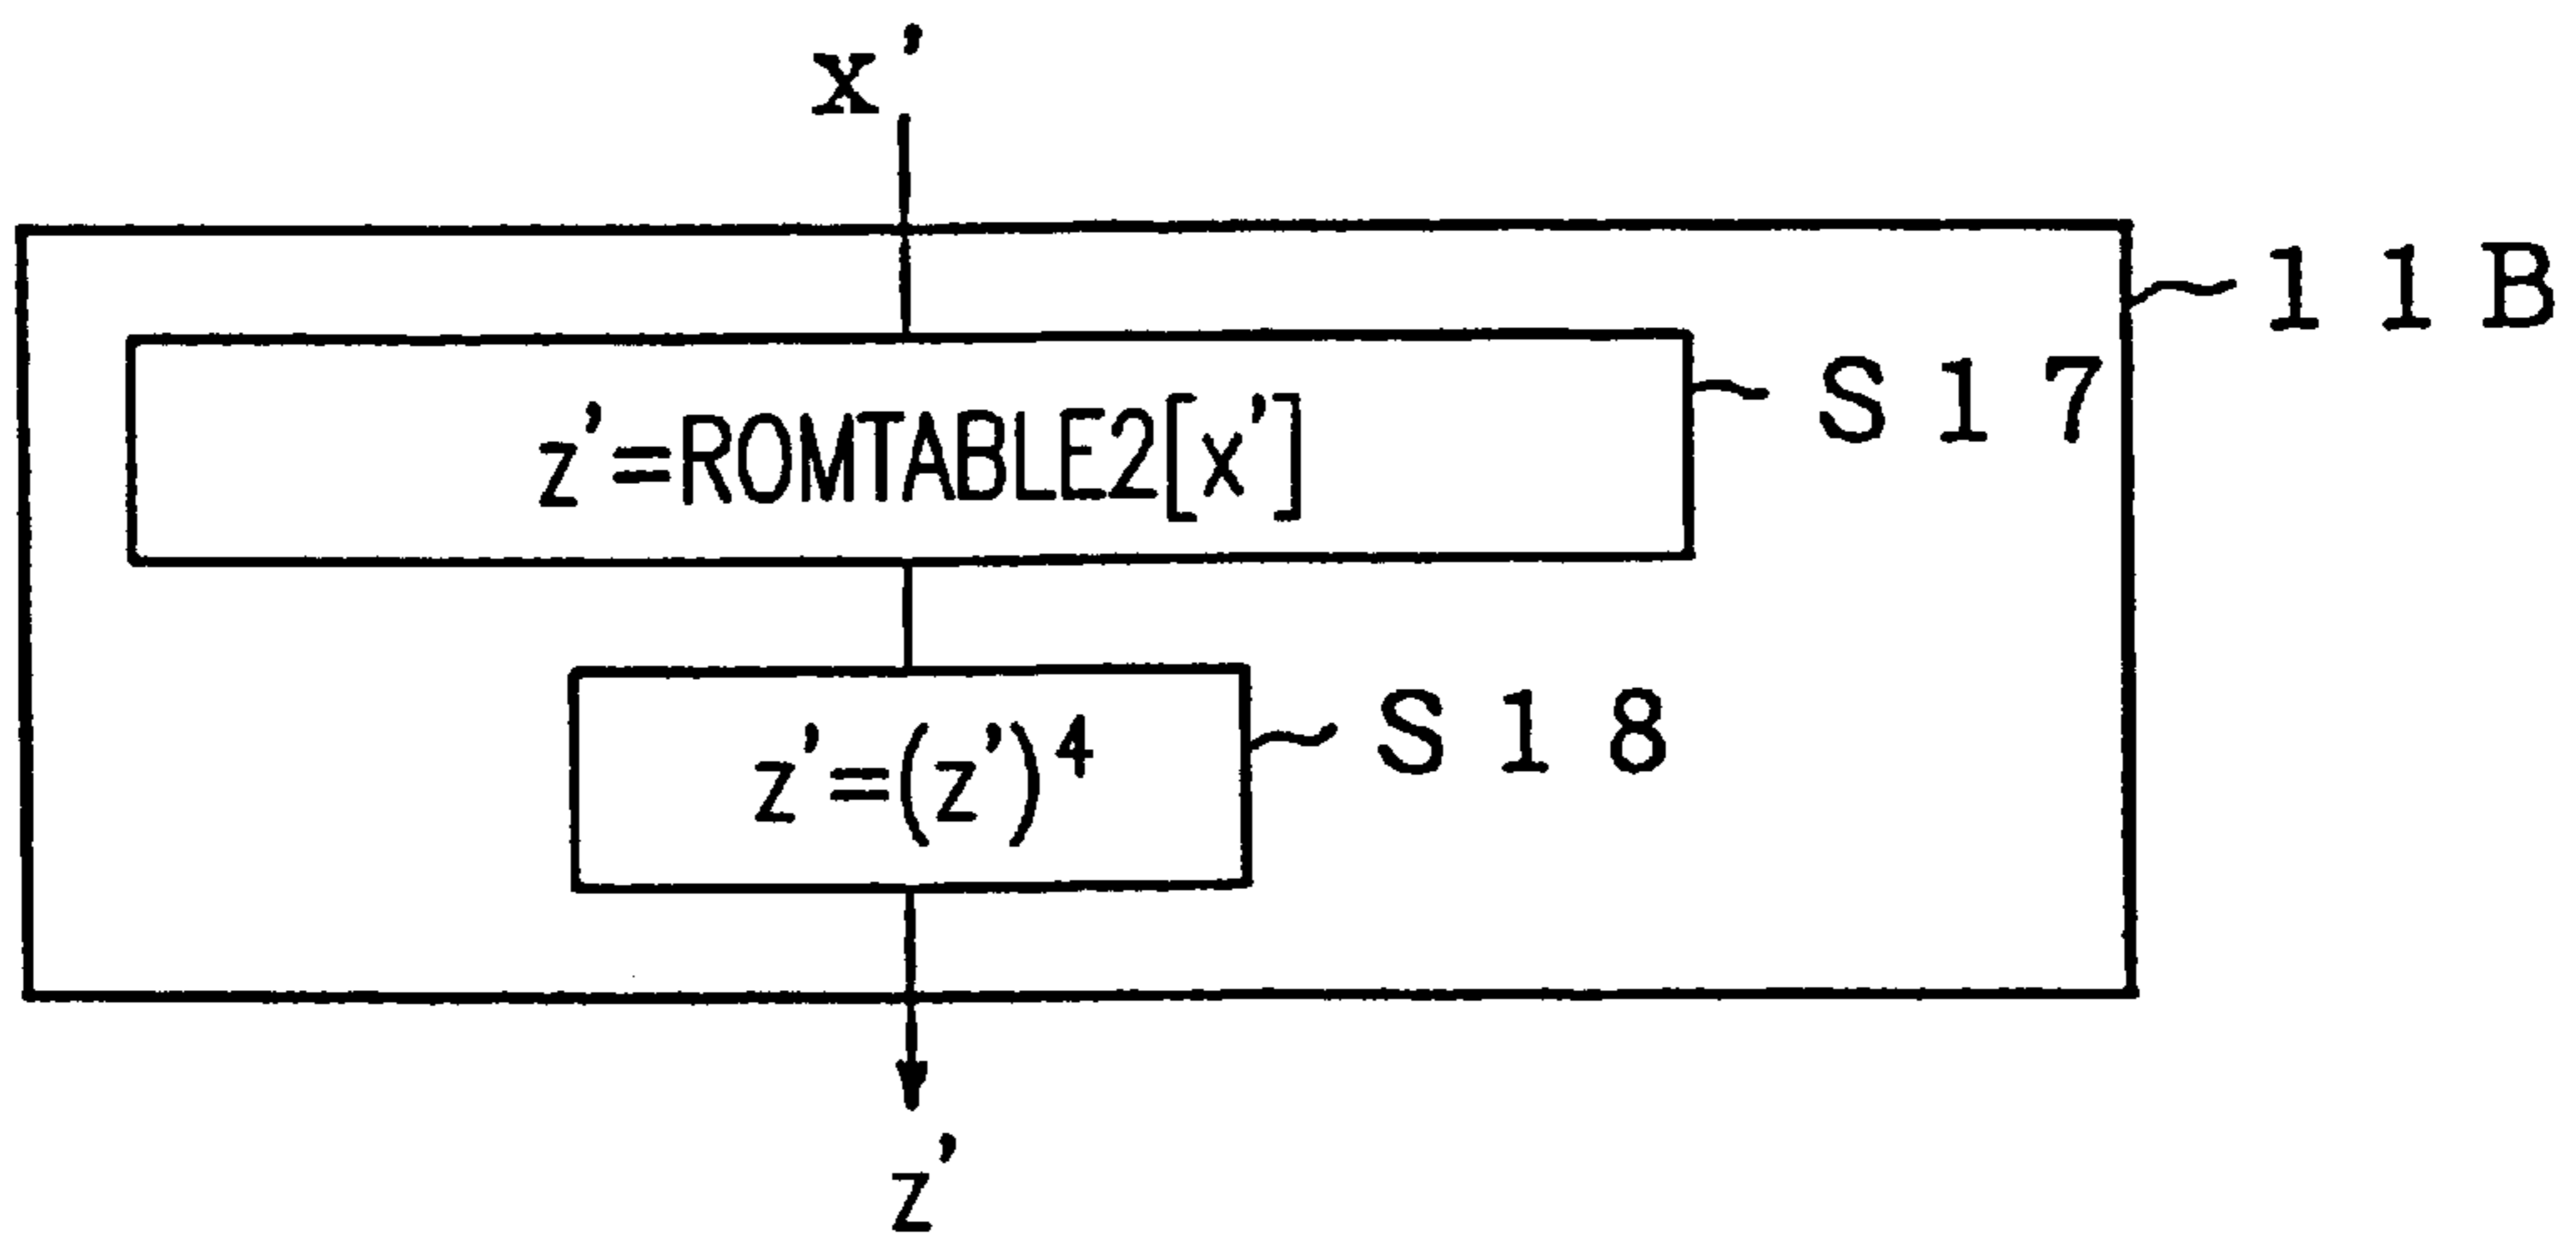 x'
11B
z'=ROMTABLE2[x']
S17
z'=(z')⁴
S18
z'